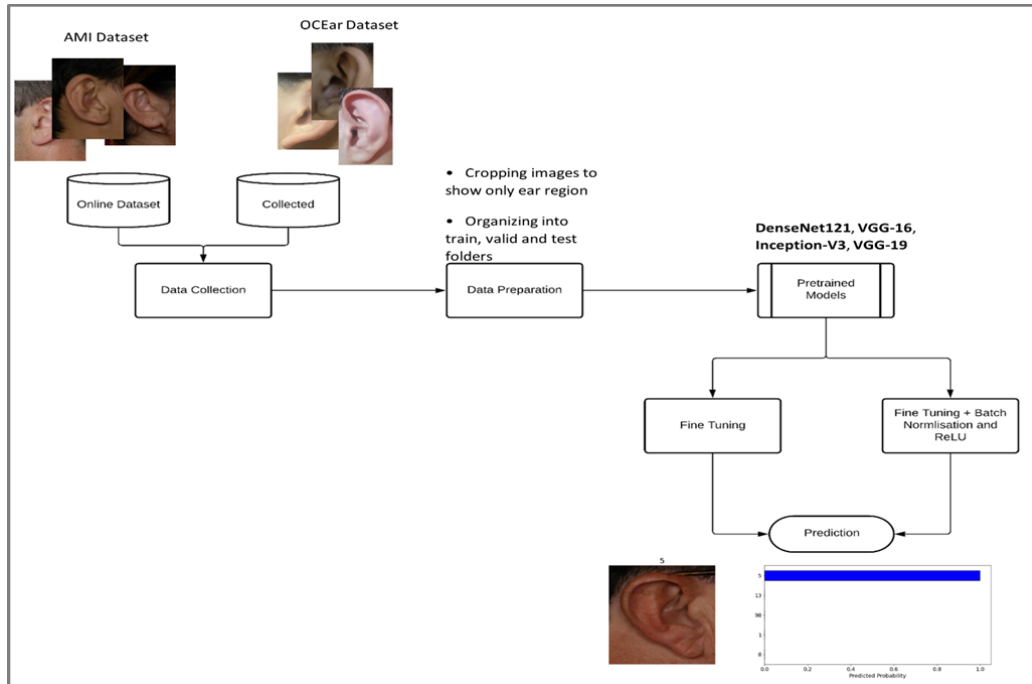 AMI Dataset
OCEar Dataset
Online Dataset
Collected
Data Collection
• Cropping images to
show only ear region
• Organizing into
train, valid and test
folders
Data Preparation
DenseNet121, VGG-16,
Inception-V3, VGG-19
Pretrained
Models
Fine Tuning
Fine Tuning + Batch
Normlisation and
ReLU
Prediction
5
5
13
98
1
8
0.0 0.2 0.4 0.6 0.8 1.0
Predicted Probability